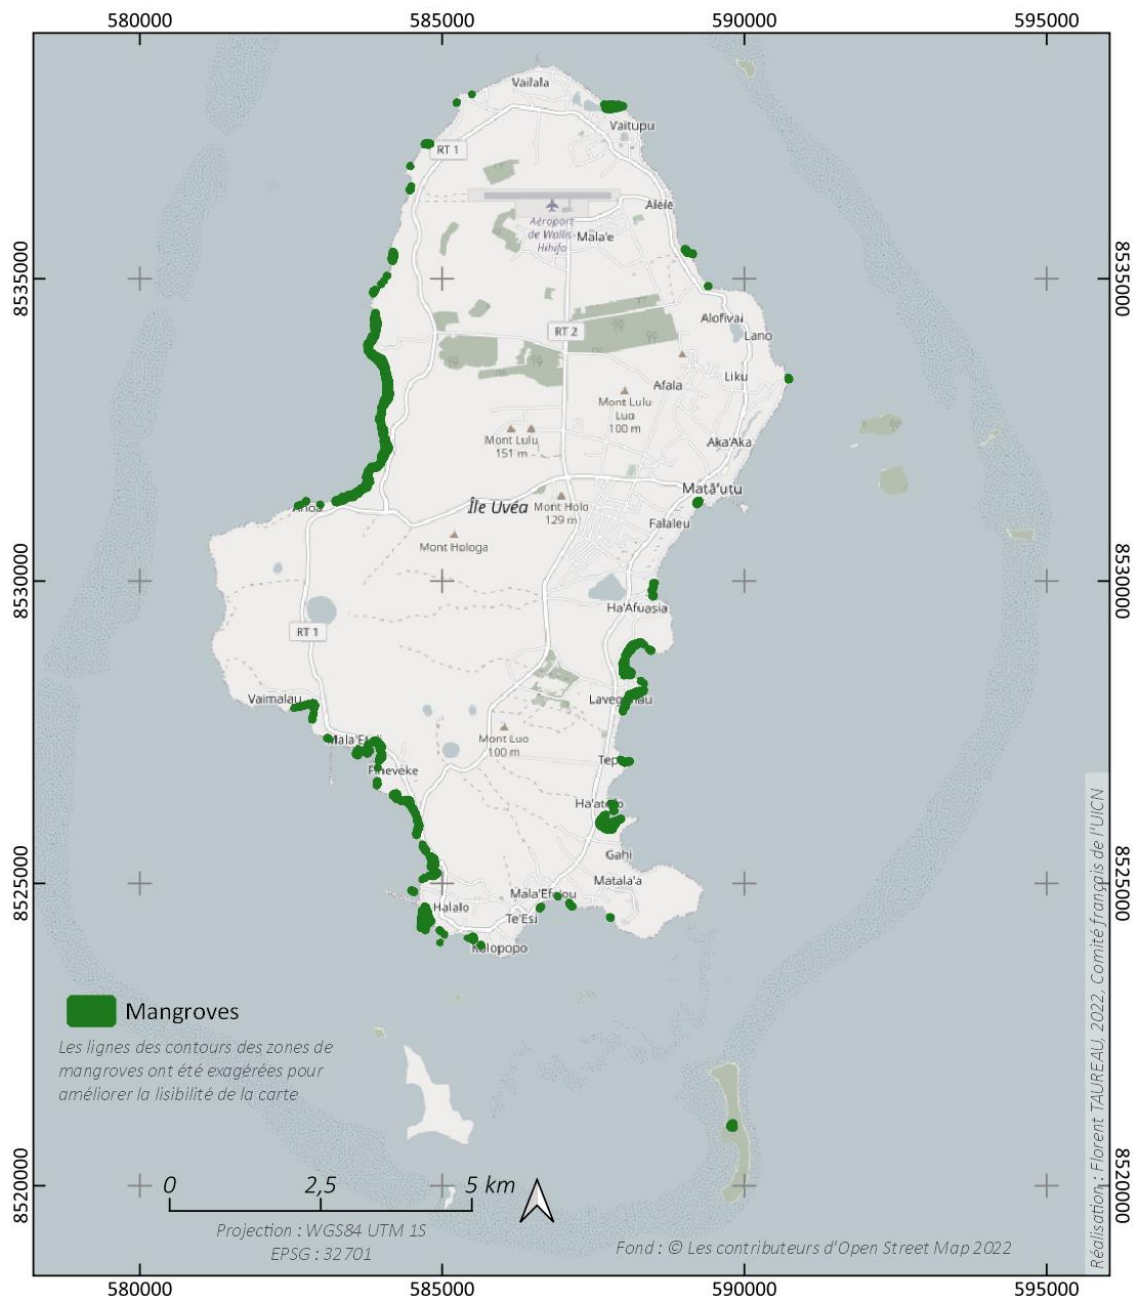 580000
585000
590000
595000
8535000
8535000
8530000
8530000
8525000
8525000
8520000
8520000
Vailala
Vaitupu
RT 1
Alele
Aéroport
de Wallis-
Hihifo
Mala'e
Alofivai
RT 2
Lano
Liku
Afala
Mont Lulu
Lua
100 m
Mont Lulu
151 m
Aka'Aka
Matā'utu
Île Uvéa
Mont Holo
129 m
Falaleu
Mont Hologa
Ha'Afuasia
RT 1
Vaimalau
Mont Luo
100 m
Gahi
Matala'a
Halalo
Te'Esi
Mangroves
Les lignes des contours des zones de
mangroves ont été exagérées pour
améliorer la lisibilité de la carte
0
2,5
5 km
Projection : WGS84 UTM 1S
EPSG : 32701
Fond : © Les contributeurs d'Open Street Map 2022
Réalisation : Florent TAUREAU, 2022, Comité français de l'UICN
580000
585000
590000
595000